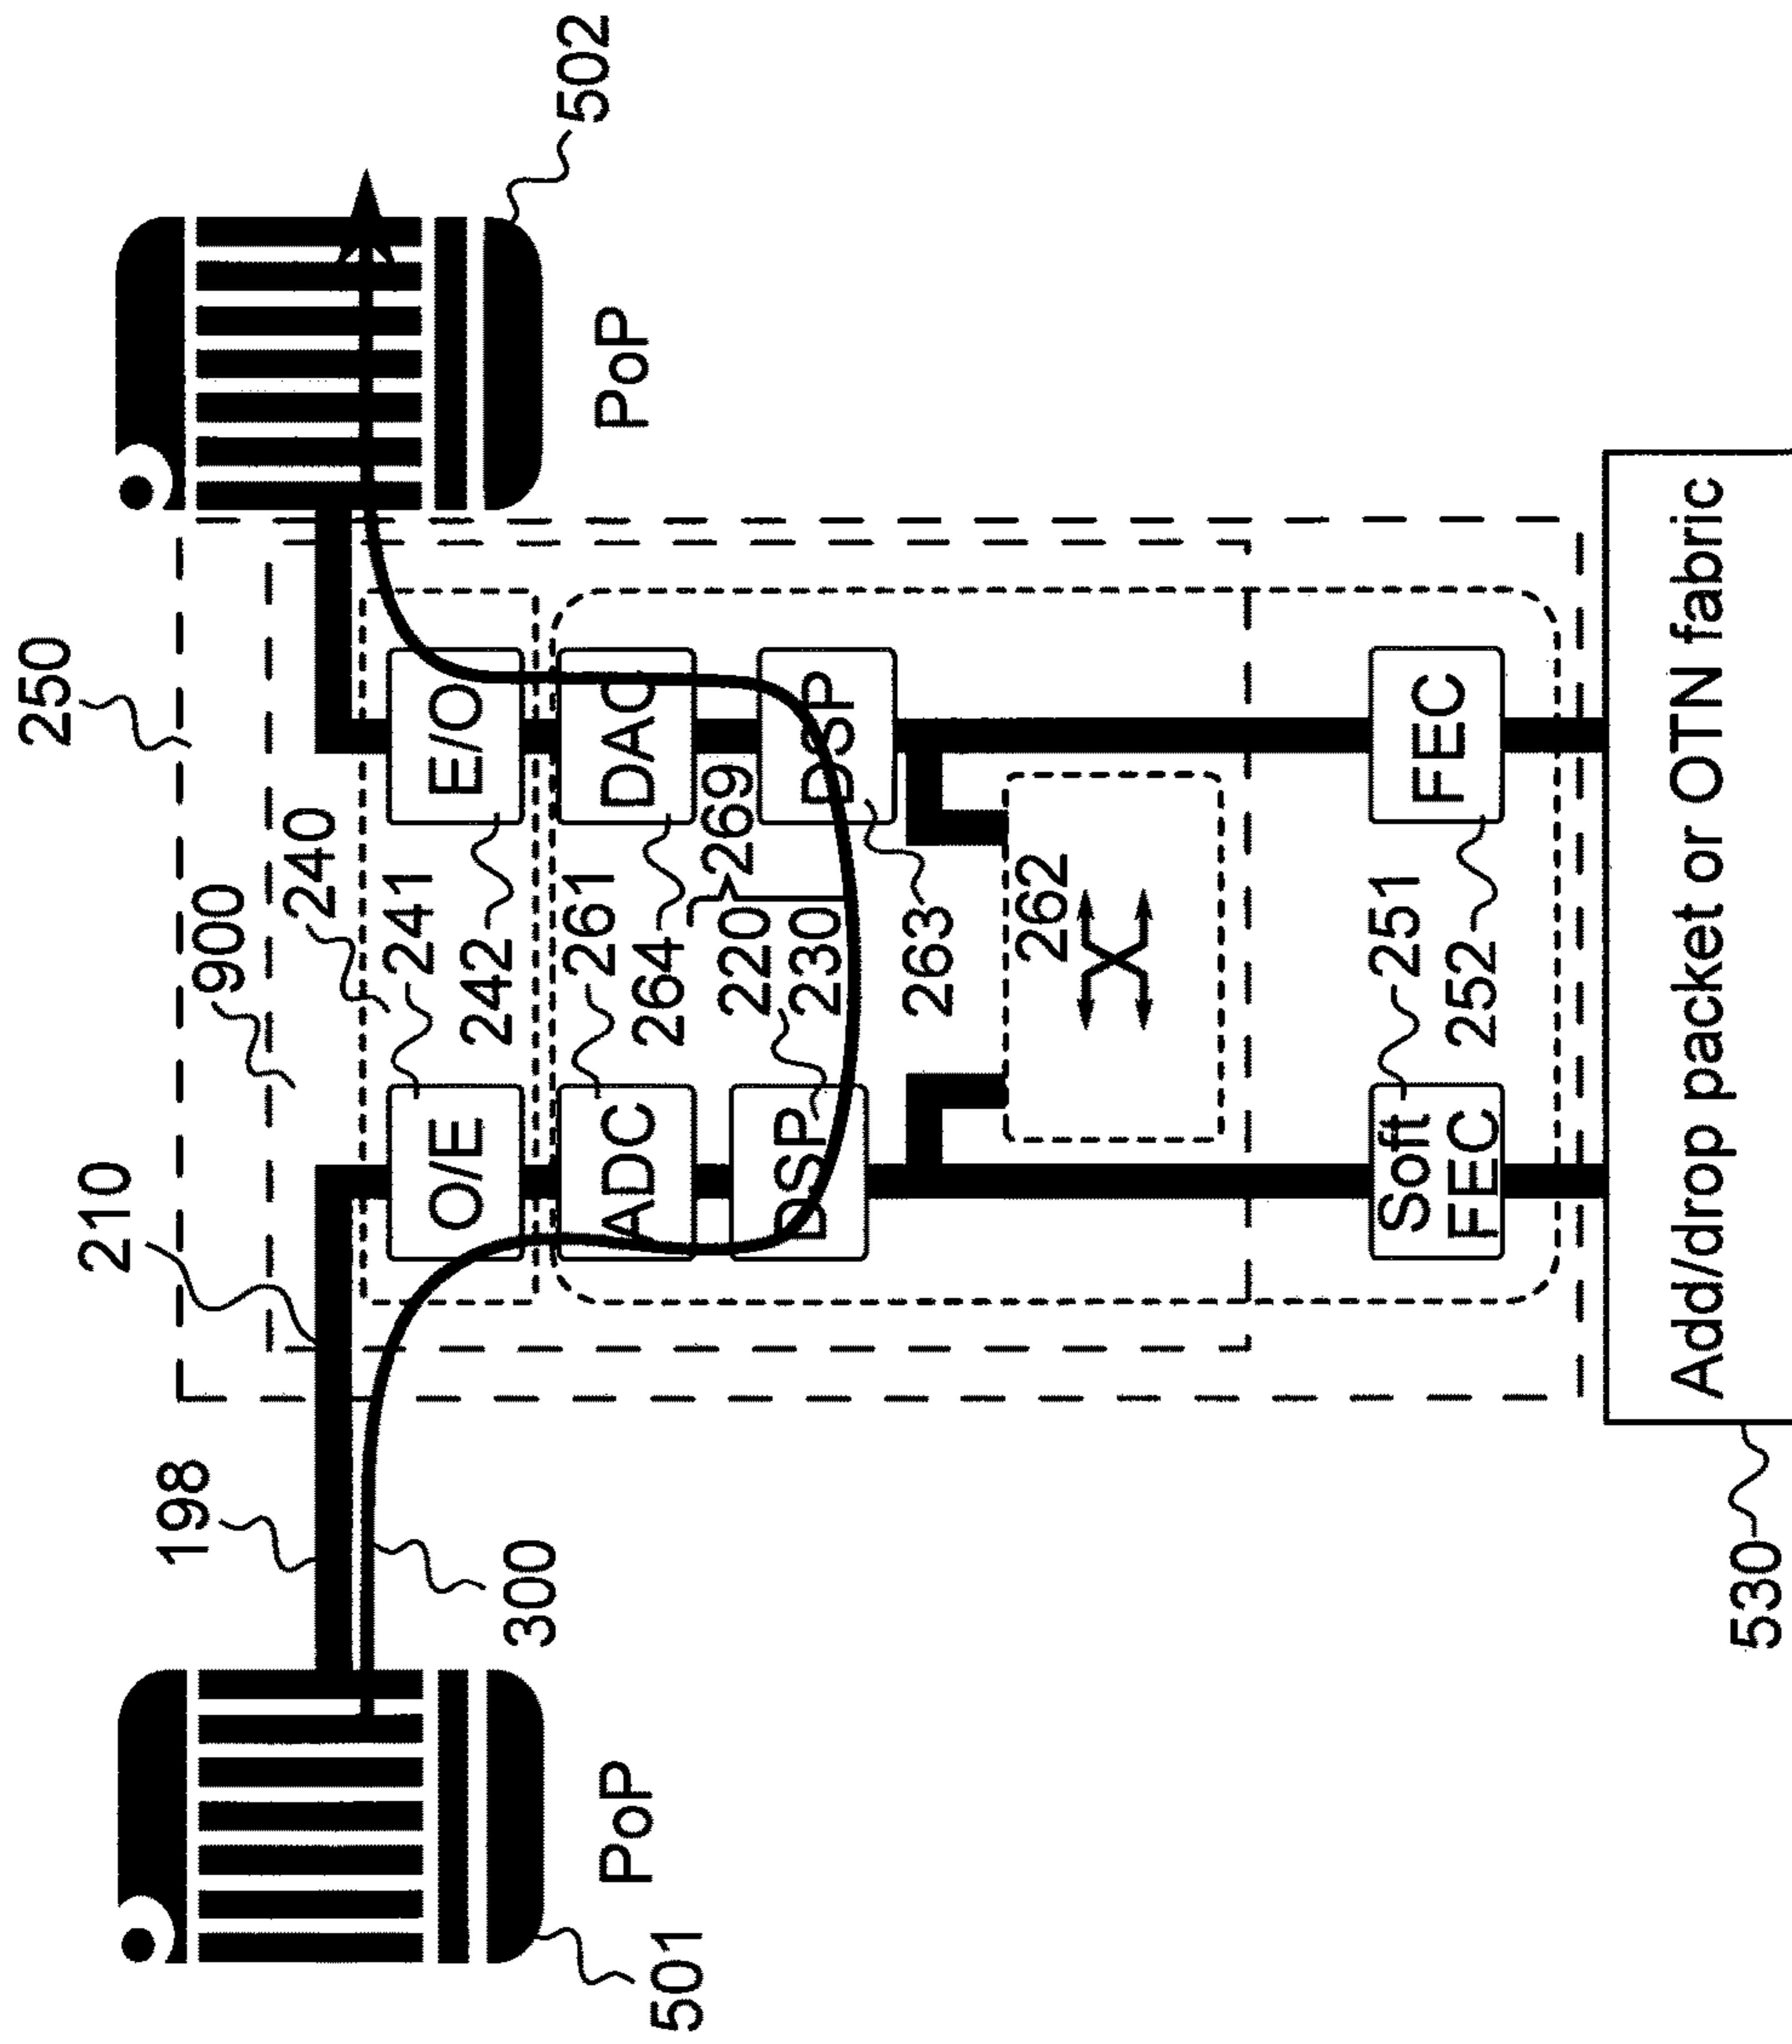 250
900
210
240
198
502
E/O
O/E
241
242
300
PoP
PoP
501
DAC
ADC
261
264
269
220
230
DSP
DSP
263
262
FEC
Soft
FEC
251
252
Add/drop packet or OTN fabric
530